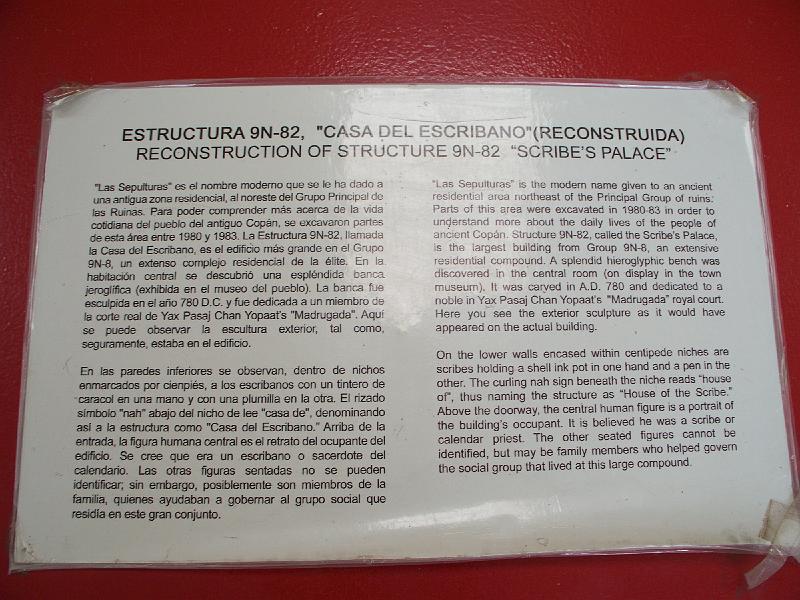 ESTRUCTURA 9N-82, "CASA DEL ESCRIBANO"(RECONSTRUIDA)
RECONSTRUCTION OF STRUCTURE 9N-82 “SCRIBE’S PALACE”
"Las Sepulturas" es el nombre moderno que se le ha dado a
una antigua zona residencial, al noreste del Grupo Principal de
las Ruinas. Para poder comprender más acerca de la vida
cotidiana del pueblo del antiguo Copán, se excavaron partes
de esta área entre 1980 y 1983. La Estructura 9N-82, llamada
la Casa del Escribano, es el edificio más grande en el Grupo
9N-8, un extenso complejo residencial de la élite. En la
habitación central se descubrió una espléndida banca
jeroglífica (exhibida en el museo del pueblo). La banca fue
esculpida en el año 780 D.C. y fue dedicada a un miembro de
la corte real de Yax Pasaj Chan Yopaat's "Madrugada". Aquí
se puede observar la escultura exterior, tal como,
seguramente, estaba en el edificio.
En las paredes inferiores se observan, dentro de nichos
enmarcados por cienpiés, a los escribanos con un tintero de
caracol en una mano y con una plumilla en la otra. El rizado
símbolo "nah" abajo del nicho de lee "casa de", denominando
así a la estructura como "Casa del Escribano." Arriba de la
entrada, la figura humana central es el retrato del ocupante del
edificio. Se cree que era un escribano o sacerdote del
calendario. Las otras figuras sentadas no se pueden
identificar; sin embargo, posiblemente son miembros de la
familia, quienes ayudaban a gobernar al grupo social que
residía en este gran conjunto.
"Las Sepulturas" is the modern name given to an ancient
residential area northeast of the Principal Group of ruins.
Parts of this area were excavated in 1980-83 in order to
understand more about the daily lives of the people of
ancient Copán. Structure 9N-82, called the Scribe's Palace,
is the largest building from Group 9N-8, an extensive
residential compound. A splendid hieroglyphic bench was
discovered in the central room (on display in the town
museum). It was carved in A.D. 780 and dedicated to a
noble in Yax Pasaj Chan Yopaat's "Madrugada" royal court.
Here you see the exterior sculpture as it would have
appeared on the actual building.
On the lower walls encased within centipede niches are
scribes holding a shell ink pot in one hand and a pen in the
other. The curling nah sign beneath the niche reads “house
of”, thus naming the structure as “House of the Scribe.”
Above the doorway, the central human figure is a portrait of
the building's occupant. It is believed he was a scribe or
calendar priest. The other seated figures cannot be
identified, but may be family members who helped govern
the social group that lived at this large compound.